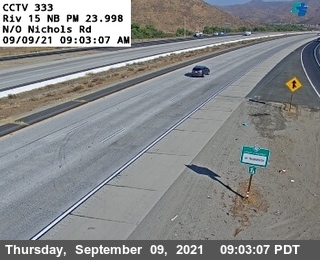 CCTV 333
Riv 15 NB PM 23.998
N/O Nichols Rd
09/09/21 09:03:07 AM
Thursday, September 09, 2021 09:03:07 PDT